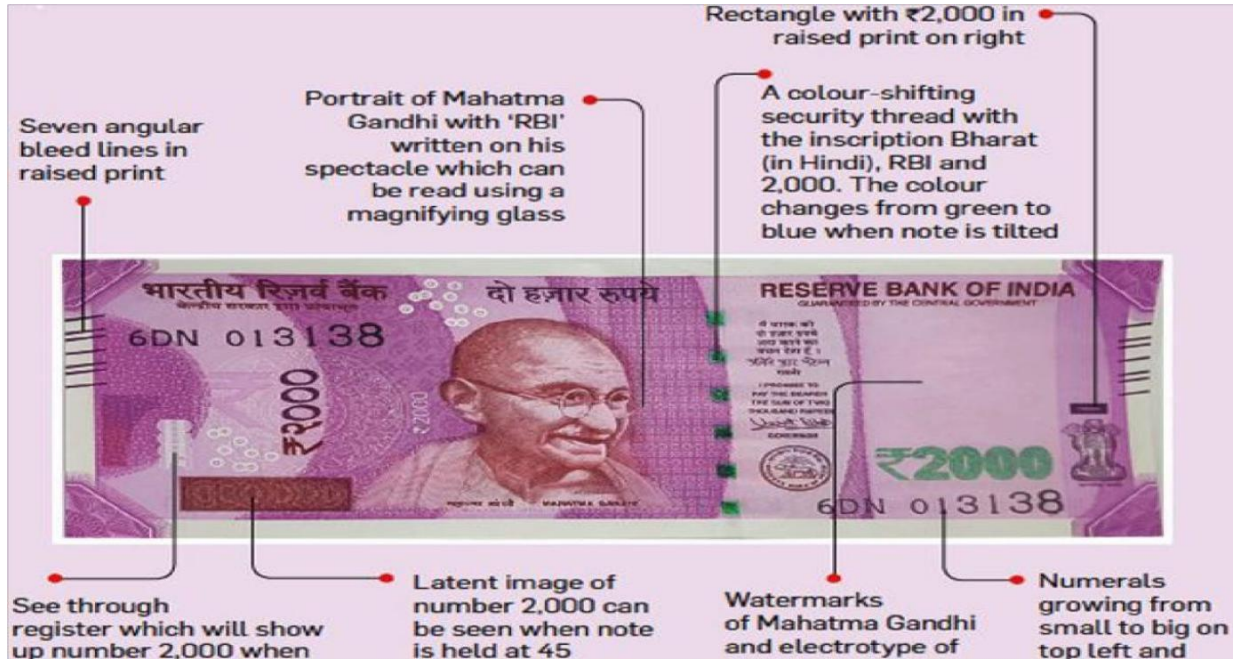 Rectangle with ₹2,000 in
raised print on right
A colour-shifting
security thread with
the inscription Bharat
(in Hindi), RBI and
2,000. The colour
changes from green to
blue when note is tilted
Portrait of Mahatma
Gandhi with ‘RBI’
written on his
spectacle which can
be read using a
magnifying glass
Seven angular
bleed lines in
raised print
भारतीय रिज़र्व बैंक
दो हज़ार रुपये
RESERVE BANK OF INDIA
GUARANTEED BY THE CENTRAL GOVERNMENT
6DN 013138
₹2000
₹2000
I PROMISE TO
PAY THE BEARER
THE SUM OF TWO
THOUSAND RUPEES
GOVERNOR
₹2000
6DN 013138
MAHATMA GANDHI
See through
register which will show
up number 2,000 when
Latent image of
number 2,000 can
be seen when note
is held at 45
Watermarks
of Mahatma Gandhi
and electrotype of
Numerals
growing from
small to big on
top left and